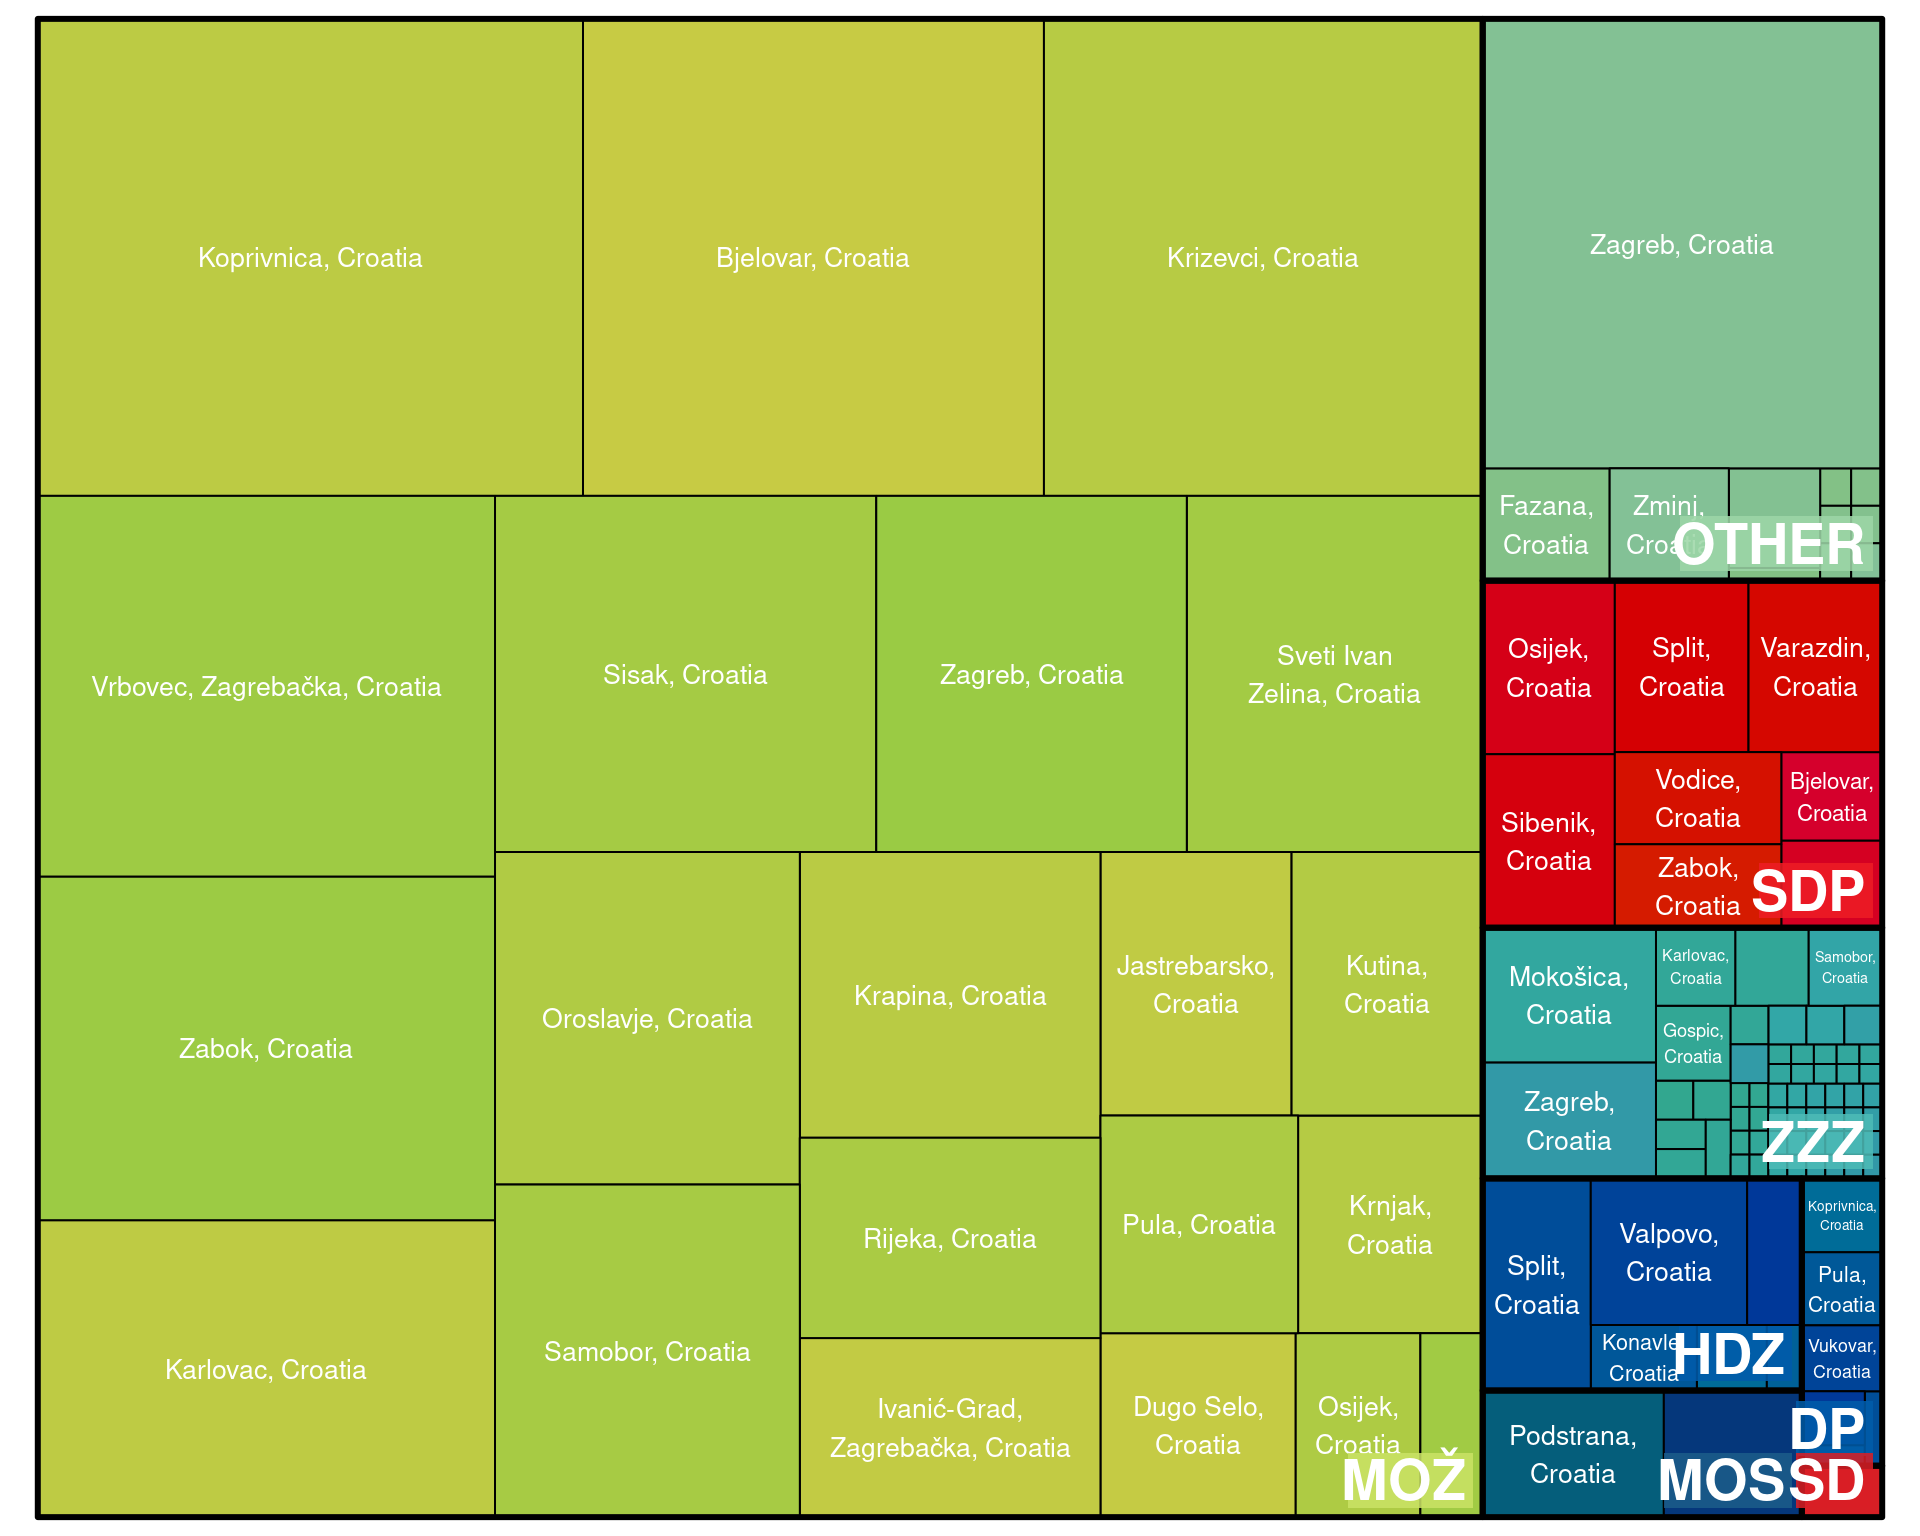 Koprivnica, Croatia
Bjelovar, Croatia
Krizevci, Croatia
Vrbovec, Zagrebačka, Croatia
Sisak, Croatia
Zagreb, Croatia
Sveti Ivan
Zelina, Croatia
Zabok, Croatia
Karlovac, Croatia
Oroslavje, Croatia
Samobor, Croatia
Krapina, Croatia
Rijeka, Croatia
Ivanić-Grad,
Zagrebačka, Croatia
Jastrebarsko,
Croatia
Kutina,
Croatia
Pula, Croatia
Krnjak,
Croatia
Dugo Selo,
Croatia
Osijek,
Croatia
MOŽ
Zagreb, Croatia
Fazana,
Croatia
Zminj,
Croatia
OTHER
Osijek,
Croatia
Split,
Croatia
Varazdin,
Croatia
Sibenik,
Croatia
Vodice,
Croatia
Bjelovar,
Croatia
Zabok,
Croatia
SDP
Mokošica,
Croatia
Zagreb,
Croatia
Karlovac,
Croatia
Samobor,
Croatia
Gospic,
Croatia
ZZZ
Split,
Croatia
Valpovo,
Croatia
Konavle,
Croatia
HDZ
Koprivnica,
Croatia
Pula,
Croatia
Vukovar,
Croatia
DP
Podstrana,
Croatia
MOS
SD